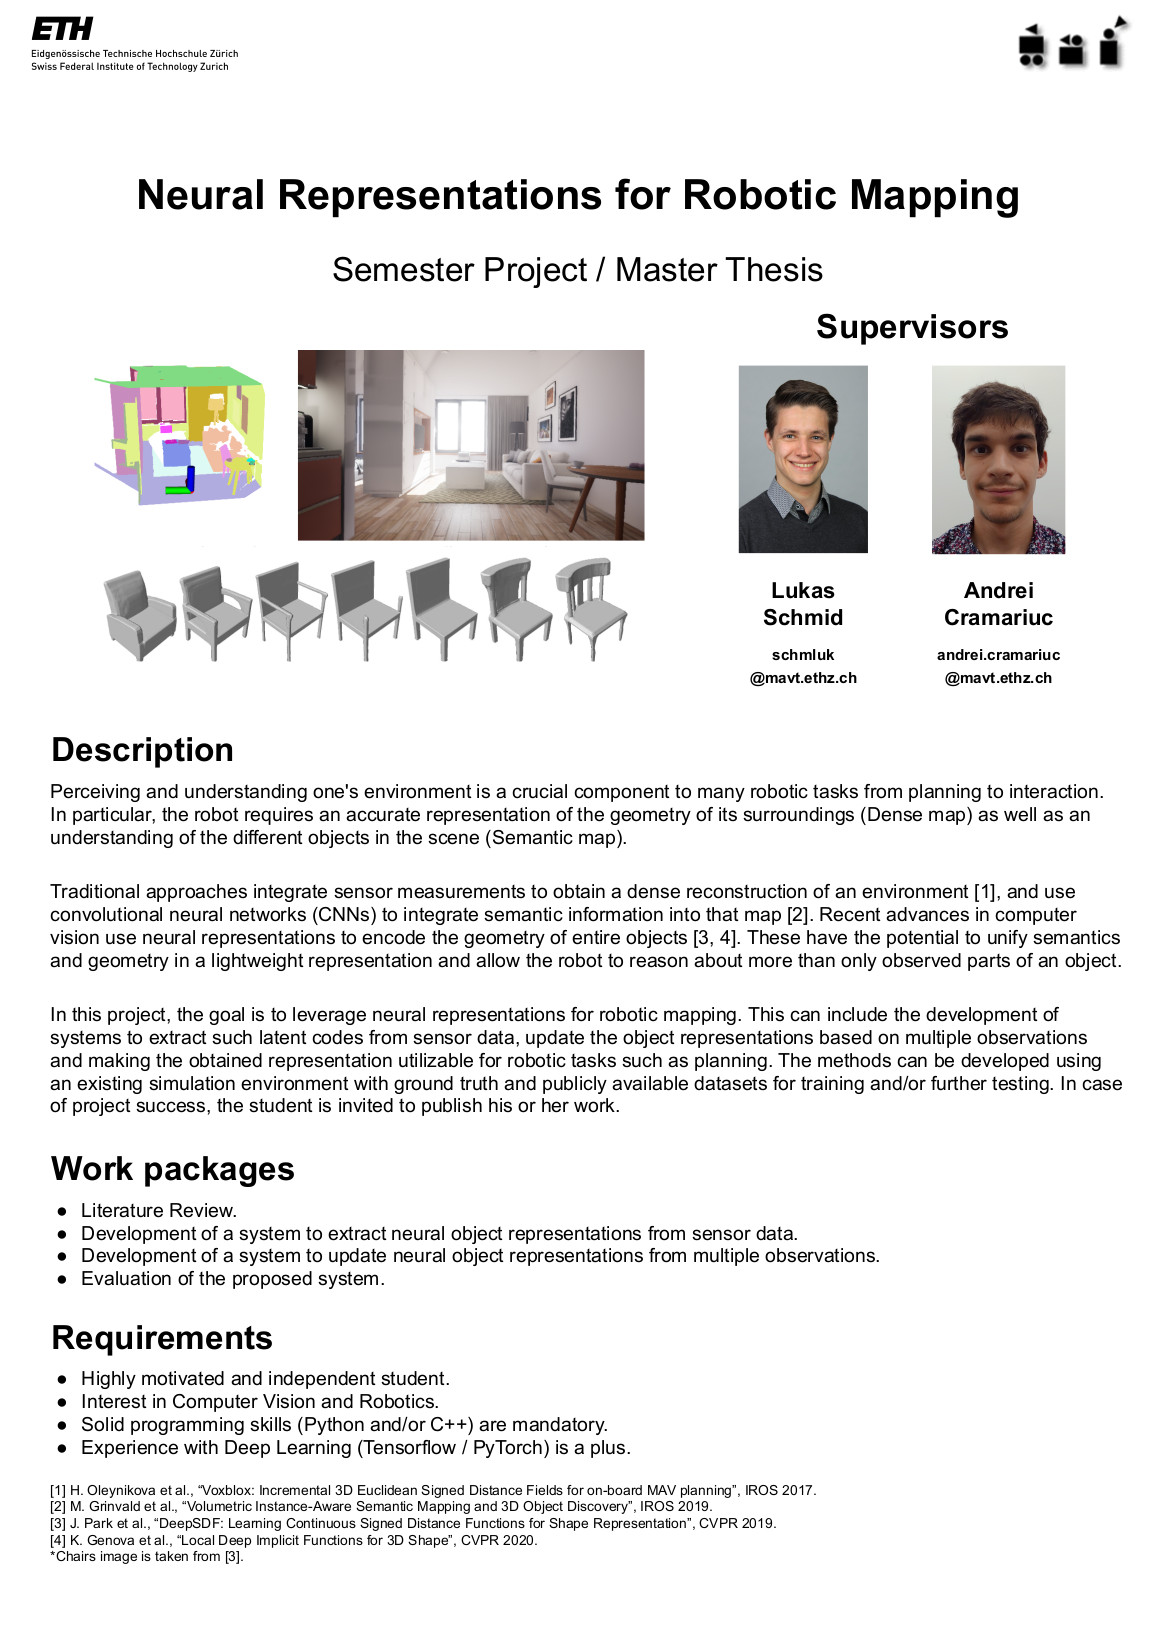 ETH
Eidgenössische Technische Hochschule Zürich
Swiss Federal Institute of Technology Zurich
Neural Representations for Robotic Mapping
Semester Project / Master Thesis
Supervisors
Lukas
Schmid
schmluk
@mavt.ethz.ch
Andrei
Cramariuc
andrei.cramariuc
@mavt.ethz.ch
Description
Perceiving and understanding one's environment is a crucial component to many robotic tasks from planning to interaction.
In particular, the robot requires an accurate representation of the geometry of its surroundings (Dense map) as well as an
understanding of the different objects in the scene (Semantic map).
Traditional approaches integrate sensor measurements to obtain a dense reconstruction of an environment [1], and use
convolutional neural networks (CNNs) to integrate semantic information into that map [2]. Recent advances in computer
vision use neural representations to encode the geometry of entire objects [3, 4]. These have the potential to unify semantics
and geometry in a lightweight representation and allow the robot to reason about more than only observed parts of an object.
In this project, the goal is to leverage neural representations for robotic mapping. This can include the development of
systems to extract such latent codes from sensor data, update the object representations based on multiple observations
and making the obtained representation utilizable for robotic tasks such as planning. The methods can be developed using
an existing simulation environment with ground truth and publicly available datasets for training and/or further testing. In case
of project success, the student is invited to publish his or her work.
Work packages
● Literature Review.
● Development of a system to extract neural object representations from sensor data.
● Development of a system to update neural object representations from multiple observations.
● Evaluation of the proposed system.
Requirements
● Highly motivated and independent student.
● Interest in Computer Vision and Robotics.
● Solid programming skills (Python and/or C++) are mandatory.
● Experience with Deep Learning (Tensorflow / PyTorch) is a plus.
[1] H. Oleynikova et al., “Voxblox: Incremental 3D Euclidean Signed Distance Fields for on-board MAV planning”, IROS 2017.
[2] M. Grinvald et al., “Volumetric Instance-Aware Semantic Mapping and 3D Object Discovery”, IROS 2019.
[3] J. Park et al., “DeepSDF: Learning Continuous Signed Distance Functions for Shape Representation”, CVPR 2019.
[4] K. Genova et al., “Local Deep Implicit Functions for 3D Shape”, CVPR 2020.
*Chairs image is taken from [3].